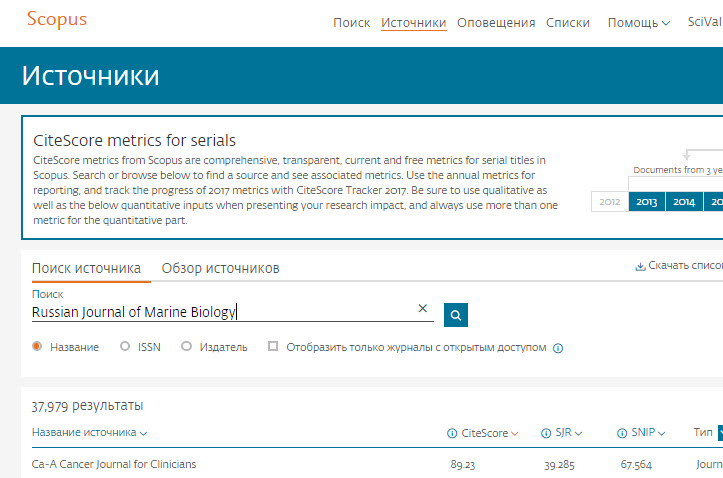 Scopus
Поиск Источники Оповещения Списки Помощь SciVal
Источники
CiteScore metrics for serials
CiteScore metrics from Scopus are comprehensive, transparent, current and free metrics for serial titles in
Scopus. Search or browse below to find a source and see associated metrics. Use the annual metrics for
reporting, and track the progress of 2017 metrics with CiteScore Tracker 2017. Be sure to use qualitative as
well as the below quantitative inputs when presenting your research impact, and always use more than one
metric for the quantitative part.
Documents from 3 ye
2012 2013 2014 20
Поиск источника Обзор источников
Скачать списо
Поиск
Russian Journal of Marine Biology
Название ISSN Издатель Отобразить только журналы с открытым доступом
37,979 результаты
Название источника CiteScore SJR SNIP Тип
Ca-A Cancer Journal for Clinicians 89.23 39.285 67.564 Journ